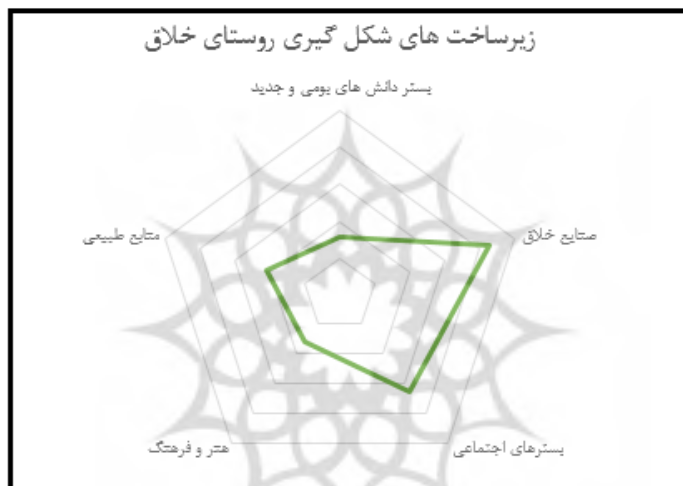 زیرساخت های شکل گیری روستای خلاق
بستر دانش های بومی و جدید
منابع طبیعی
صنایع خلاق
هنر و فرهنگ
بسترهای اجتماعی